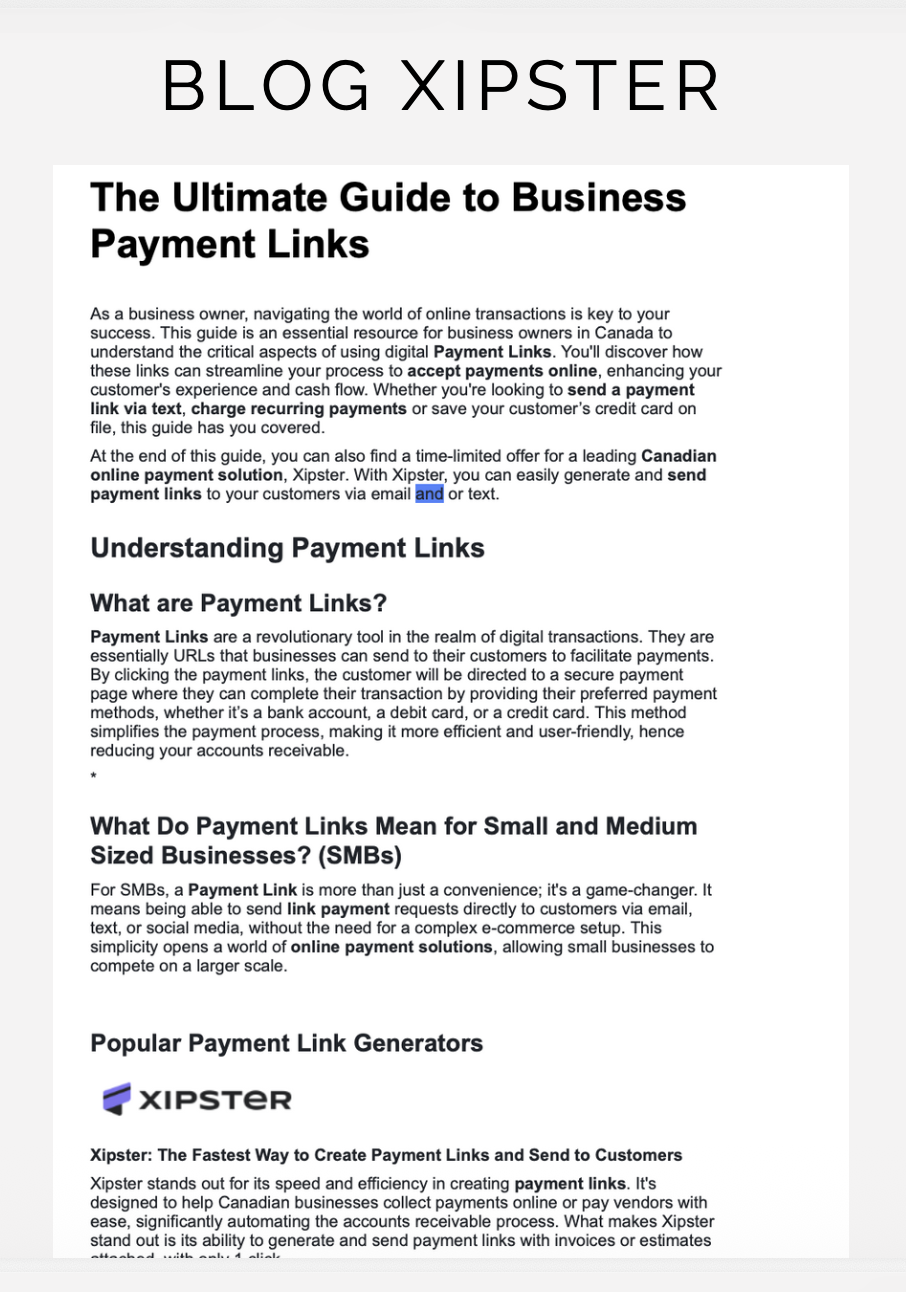 BLOG XIPSTER
The Ultimate Guide to Business
Payment Links
As a business owner, navigating the world of online transactions is key to your
success. This guide is an essential resource for business owners in Canada to
understand the critical aspects of using digital Payment Links. You'll discover how
these links can streamline your process to accept payments online, enhancing your
customer's experience and cash flow. Whether you're looking to send a payment
link via text, charge recurring payments or save your customer’s credit card on
file, this guide has you covered.
At the end of this guide, you can also find a time-limited offer for a leading Canadian
online payment solution, Xipster. With Xipster, you can easily generate and send
payment links to your customers via email and or text.
Understanding Payment Links
What are Payment Links?
Payment Links are a revolutionary tool in the realm of digital transactions. They are
essentially URLs that businesses can send to their customers to facilitate payments.
By clicking the payment links, the customer will be directed to a secure payment
page where they can complete their transaction by providing their preferred payment
methods, whether it’s a bank account, a debit card, or a credit card. This method
simplifies the payment process, making it more efficient and user-friendly, hence
reducing your accounts receivable.
*
What Do Payment Links Mean for Small and Medium
Sized Businesses? (SMBs)
For SMBs, a Payment Link is more than just a convenience; it's a game-changer. It
means being able to send link payment requests directly to customers via email,
text, or social media, without the need for a complex e-commerce setup. This
simplicity opens a world of online payment solutions, allowing small businesses to
compete on a larger scale.
Popular Payment Link Generators
XIPSTER
Xipster: The Fastest Way to Create Payment Links and Send to Customers
Xipster stands out for its speed and efficiency in creating payment links. It's
designed to help Canadian businesses collect payments online or pay vendors with
ease, significantly automating the accounts receivable process. What makes Xipster
stand out is its ability to generate and send payment links with invoices or estimates
attached, with only 1 click